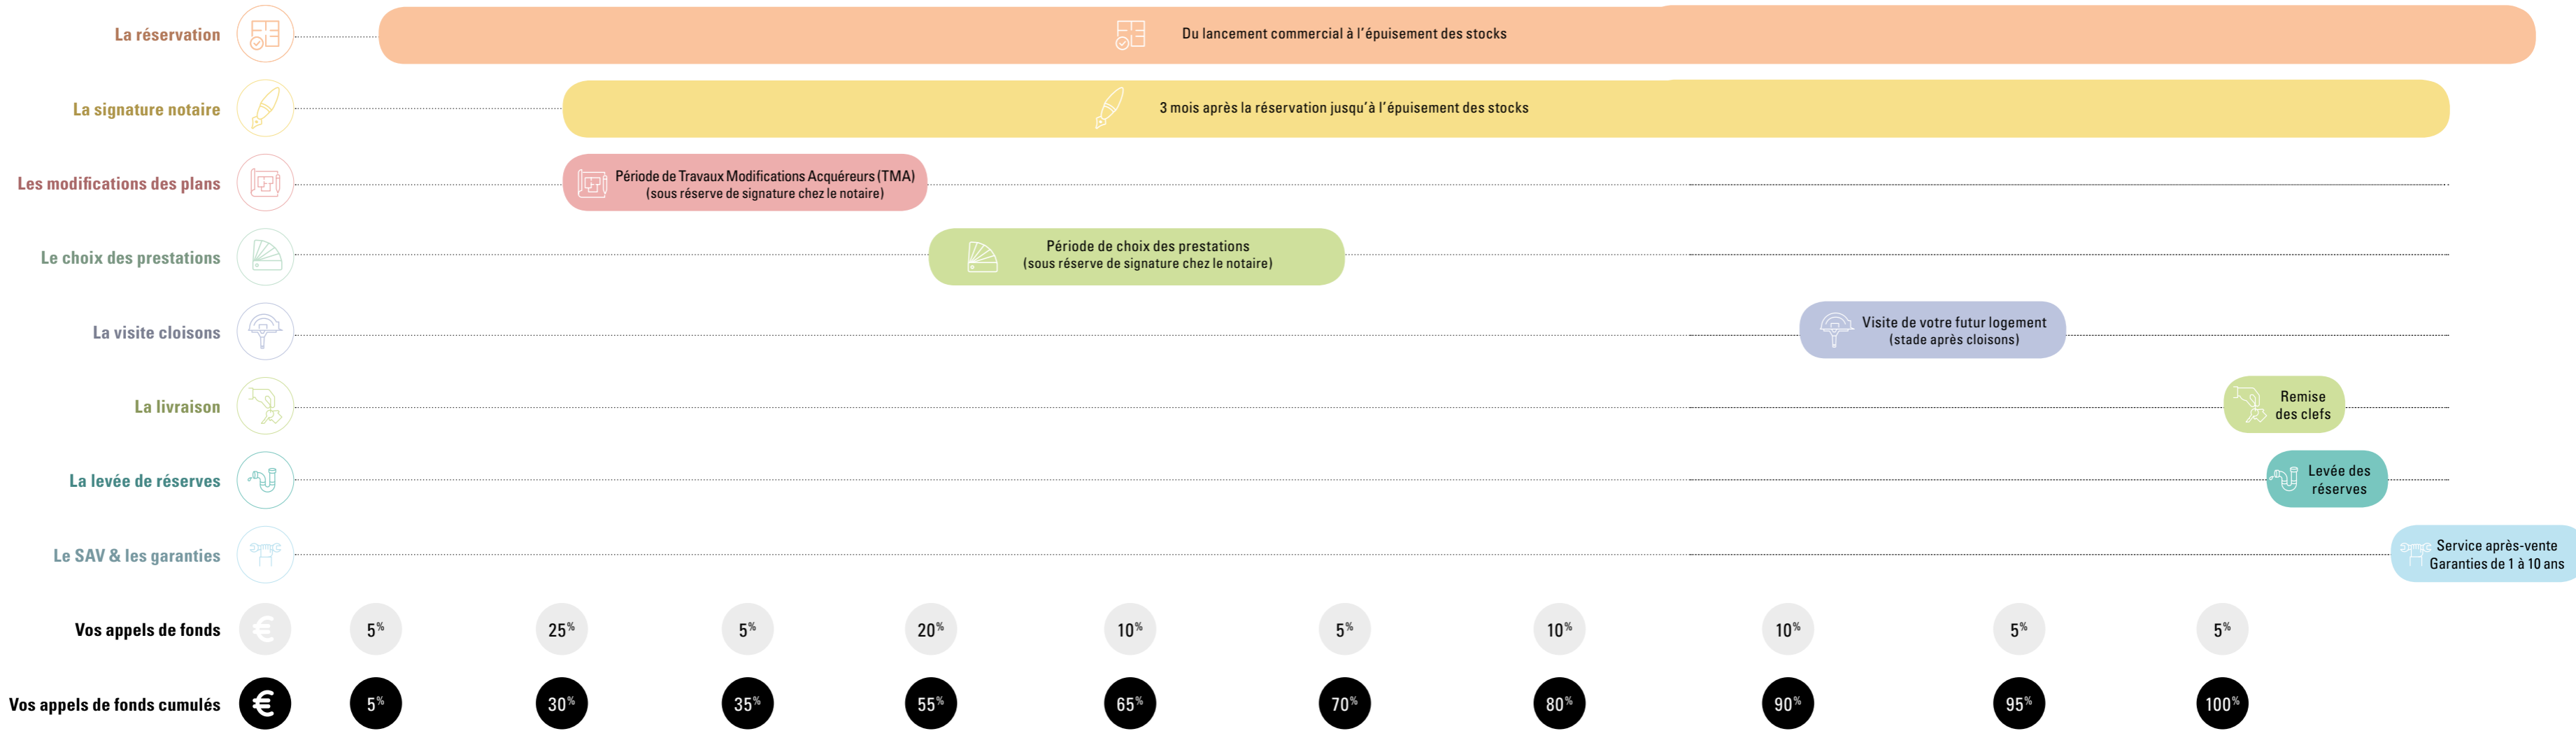 La réservation
Du lancement commercial à l'épuisement des stocks
La signature notaire
3 mois après la réservation jusqu'à l'épuisement des stocks
Les modifications des plans
Période de Travaux Modifications Acquéreurs (TMA)
(sous réserve de signature chez le notaire)
Le choix des prestations
Période de choix des prestations
(sous réserve de signature chez le notaire)
La visite cloisons
Visite de votre futur logement
(stade après cloisons)
La livraison
Remise
des clefs
La levée de réserves
Levée des
réserves
Le SAV & les garanties
Service après-vente
Garanties de 1 à 10 ans
Vos appels de fonds € 5% 25% 5% 20% 10% 5% 10% 10% 5% 5%
Vos appels de fonds cumulés € 5% 30% 35% 55% 65% 70% 80% 90% 95% 100%